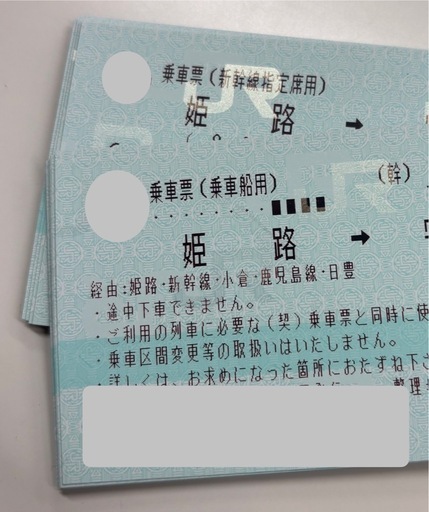 乗車票（新幹線指定席用）
姫 路 ➡
乗車票（乗車船用）
（幹）
姫 路 ➡
経由：姫路・新幹線・小倉・鹿児島線・日豊
・途中下車できません。
・ご利用の列車に必要な（契）乗車票と同時に使
・乗車区間変更等の取扱いはいたしません。
・詳しくは、お求めになった箇所におたずね下さ
整理